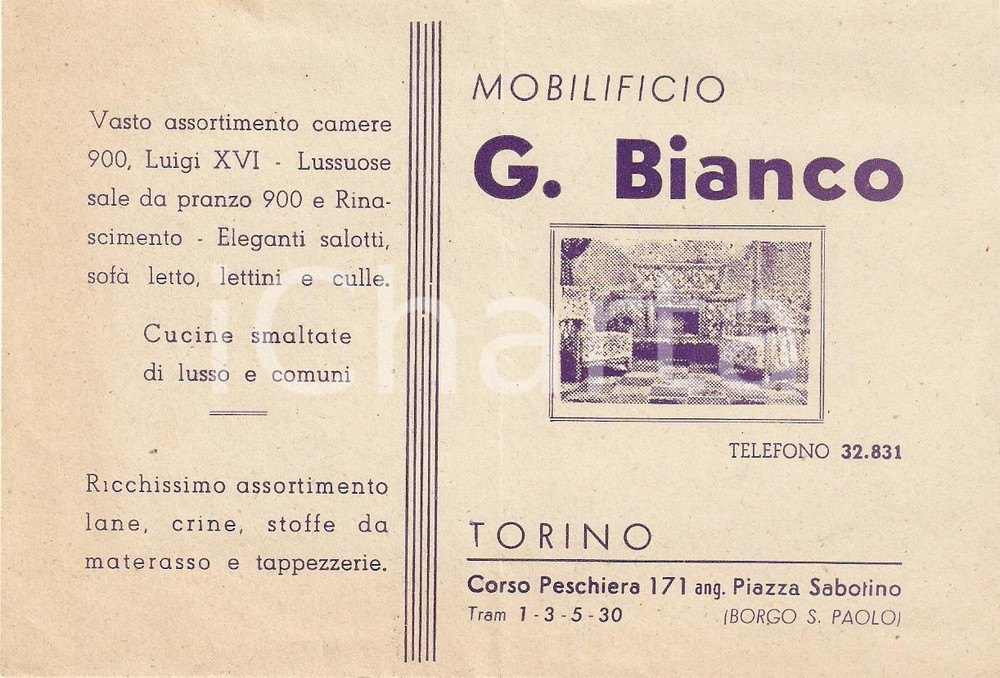 Vasto assortimento camere
900, Luigi XVI - Lussuose
sale da pranzo 900 e Rina-
scimento - Eleganti salotti,
sofà letto, lettini e culle.
Cucine smaltate
di lusso e comuni
Ricchissimo assortimento
lane, crine, stoffe da
materasso e tappezzerie.
MOBILIFICIO
G. Bianco
TELEFONO 32.831
TORINO
Corso Peschiera 171 ang. Piazza Sabotino
Tram 1-3-5-30 (BORGO S. PAOLO)